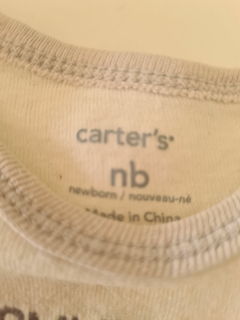 carter's
nb
newborn / nouveau-né
Made in China